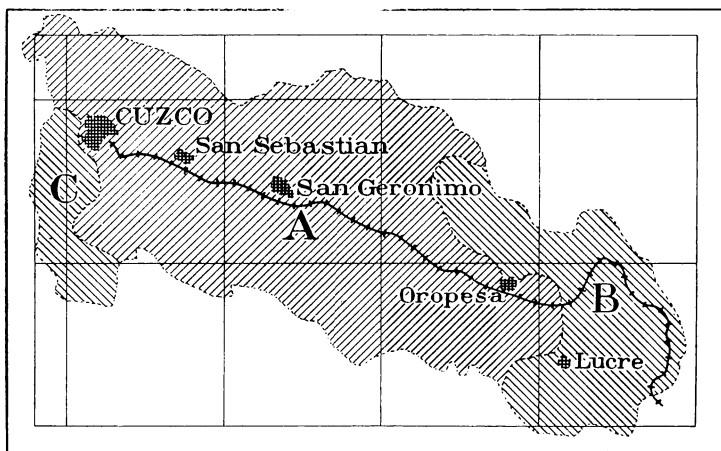 CUZCO
San Sebastian
C
San Geronimo
A
Oropesa
B
Lucre